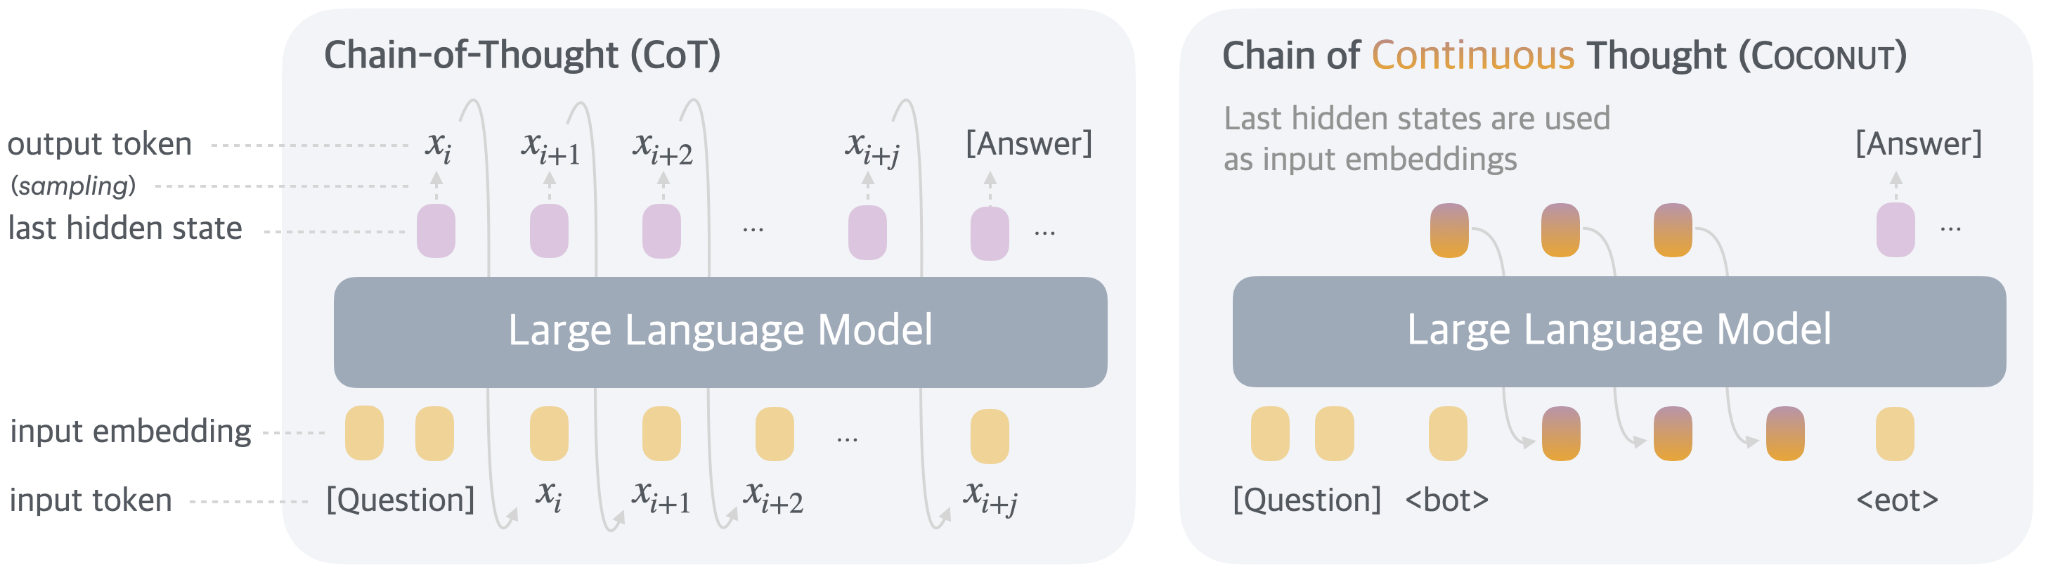 Chain-of-Thought (CoT)
output token
(sampling)
last hidden state
input embedding
input token
x_i x_{i+1} x_{i+2} x_{i+j} [Answer]
... ...
Large Language Model
...
[Question] x_i x_{i+1} x_{i+2} x_{i+j}
Chain of Continuous Thought (COCONUT)
Last hidden states are used
as input embeddings
[Answer]
...
Large Language Model
[Question] <bot> <eot>